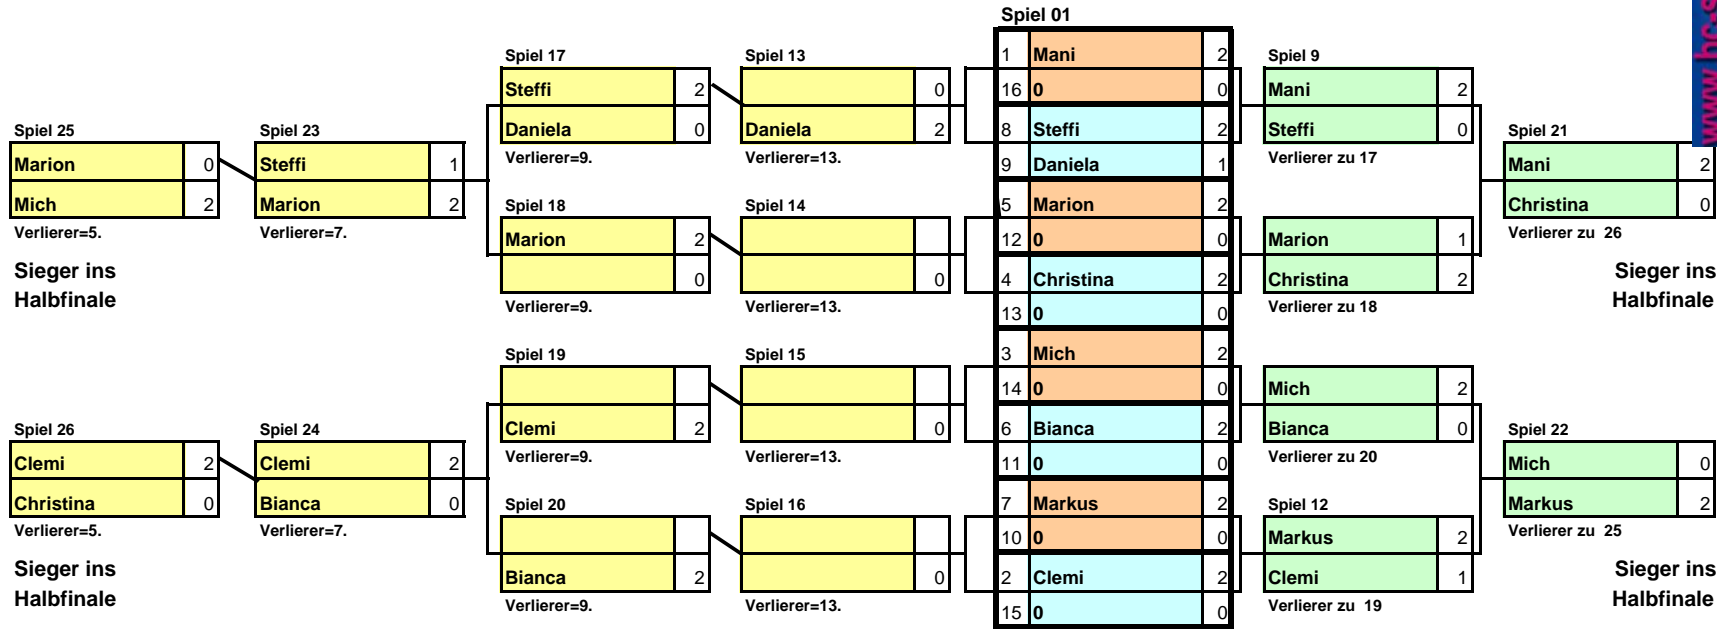 Spiel 01
1 Mani 2
16 0 0
8 Steffi 2
9 Daniela 1
5 Marion 2
12 0 0
4 Christina 2
13 0 0
3 Mich 2
14 0 0
6 Bianca 2
11 0 0
7 Markus 2
10 0 0
2 Clemi 2
15 0 0
Spiel 25
Marion 0
Mich 2
Verlierer=5.
Sieger ins
Halbfinale
Spiel 26
Clemi 2
Christina 0
Verlierer=5.
Sieger ins
Halbfinale
Spiel 23
Steffi 1
Marion 2
Verlierer=7.
Spiel 24
Clemi 2
Bianca 0
Verlierer=7.
Spiel 17
Steffi 2
Daniela 0
Verlierer=9.
Spiel 18
Marion 2
0
Verlierer=9.
Spiel 19
Clemi 2
Verlierer=9.
Spiel 20
Bianca 2
Verlierer=9.
Spiel 13
0
Daniela 2
Verlierer=13.
Spiel 14
0
Verlierer=13.
Spiel 15
0
Verlierer=13.
Spiel 16
0
Verlierer=13.
Spiel 9
Mani 2
Steffi 0
Verlierer zu 17
Marion 1
Christina 2
Verlierer zu 18
Mich 2
Bianca 0
Verlierer zu 20
Spiel 12
Markus 2
Clemi 1
Verlierer zu 19
Spiel 21
Mani 2
Christina 0
Verlierer zu 26
Sieger ins
Halbfinale
Spiel 22
Mich 0
Markus 2
Verlierer zu 25
Sieger ins
Halbfinale